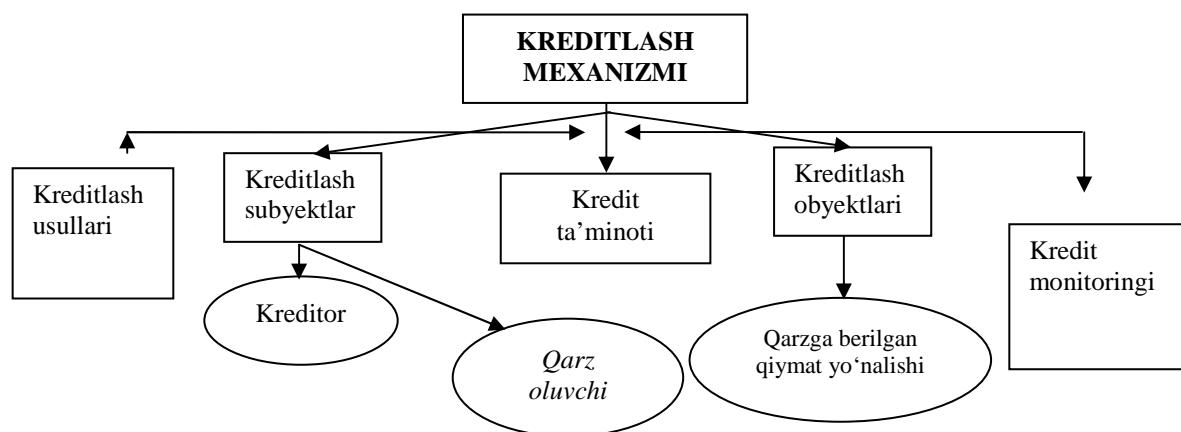 KREDITLASH
MEXANIZMI
Kreditlash
usullari
Kreditlash
subyektlar
Kredit
ta’minoti
Kreditlash
obyektlari
Kredit
monitoringi
Kreditor
Qarz
oluvchi
Qarzga berilgan
qiymat yo‘nalishi